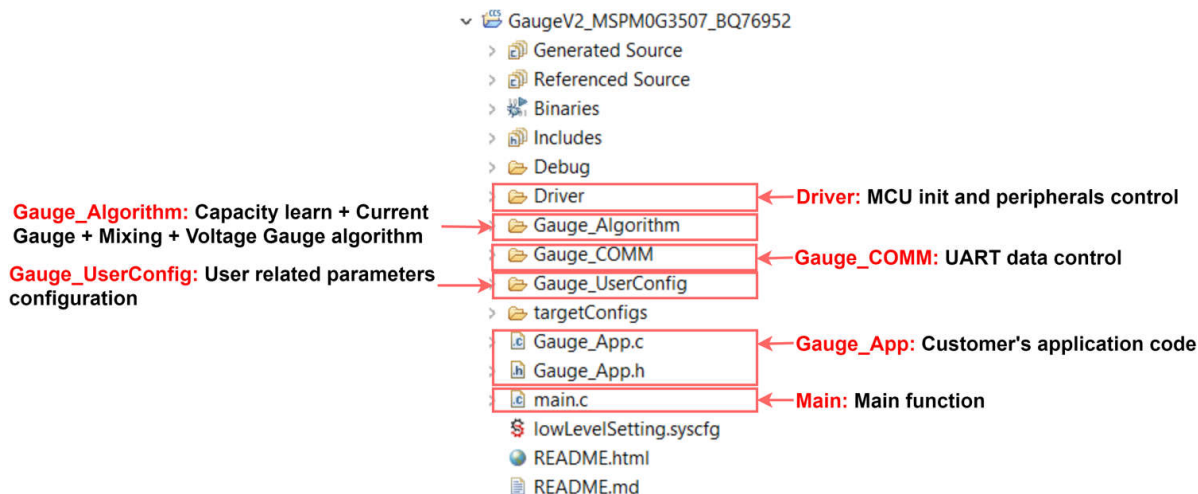 GaugeV2_MSPM0G3507_BQ76952
Generated Source
Referenced Source
Binaries
Includes
Debug
Driver
Driver: MCU init and peripherals control
Gauge_Algorithm: Capacity learn + Current
Gauge + Mixing + Voltage Gauge algorithm
Gauge_Algorithm
Gauge_COMM
Gauge_COMM: UART data control
Gauge_UserConfig: User related parameters
configuration
Gauge_UserConfig
targetConfigs
Gauge_App.c
Gauge_App: Customer's application code
Gauge_App.h
main.c
Main: Main function
lowLevelSetting.syscfg
README.html
README.md